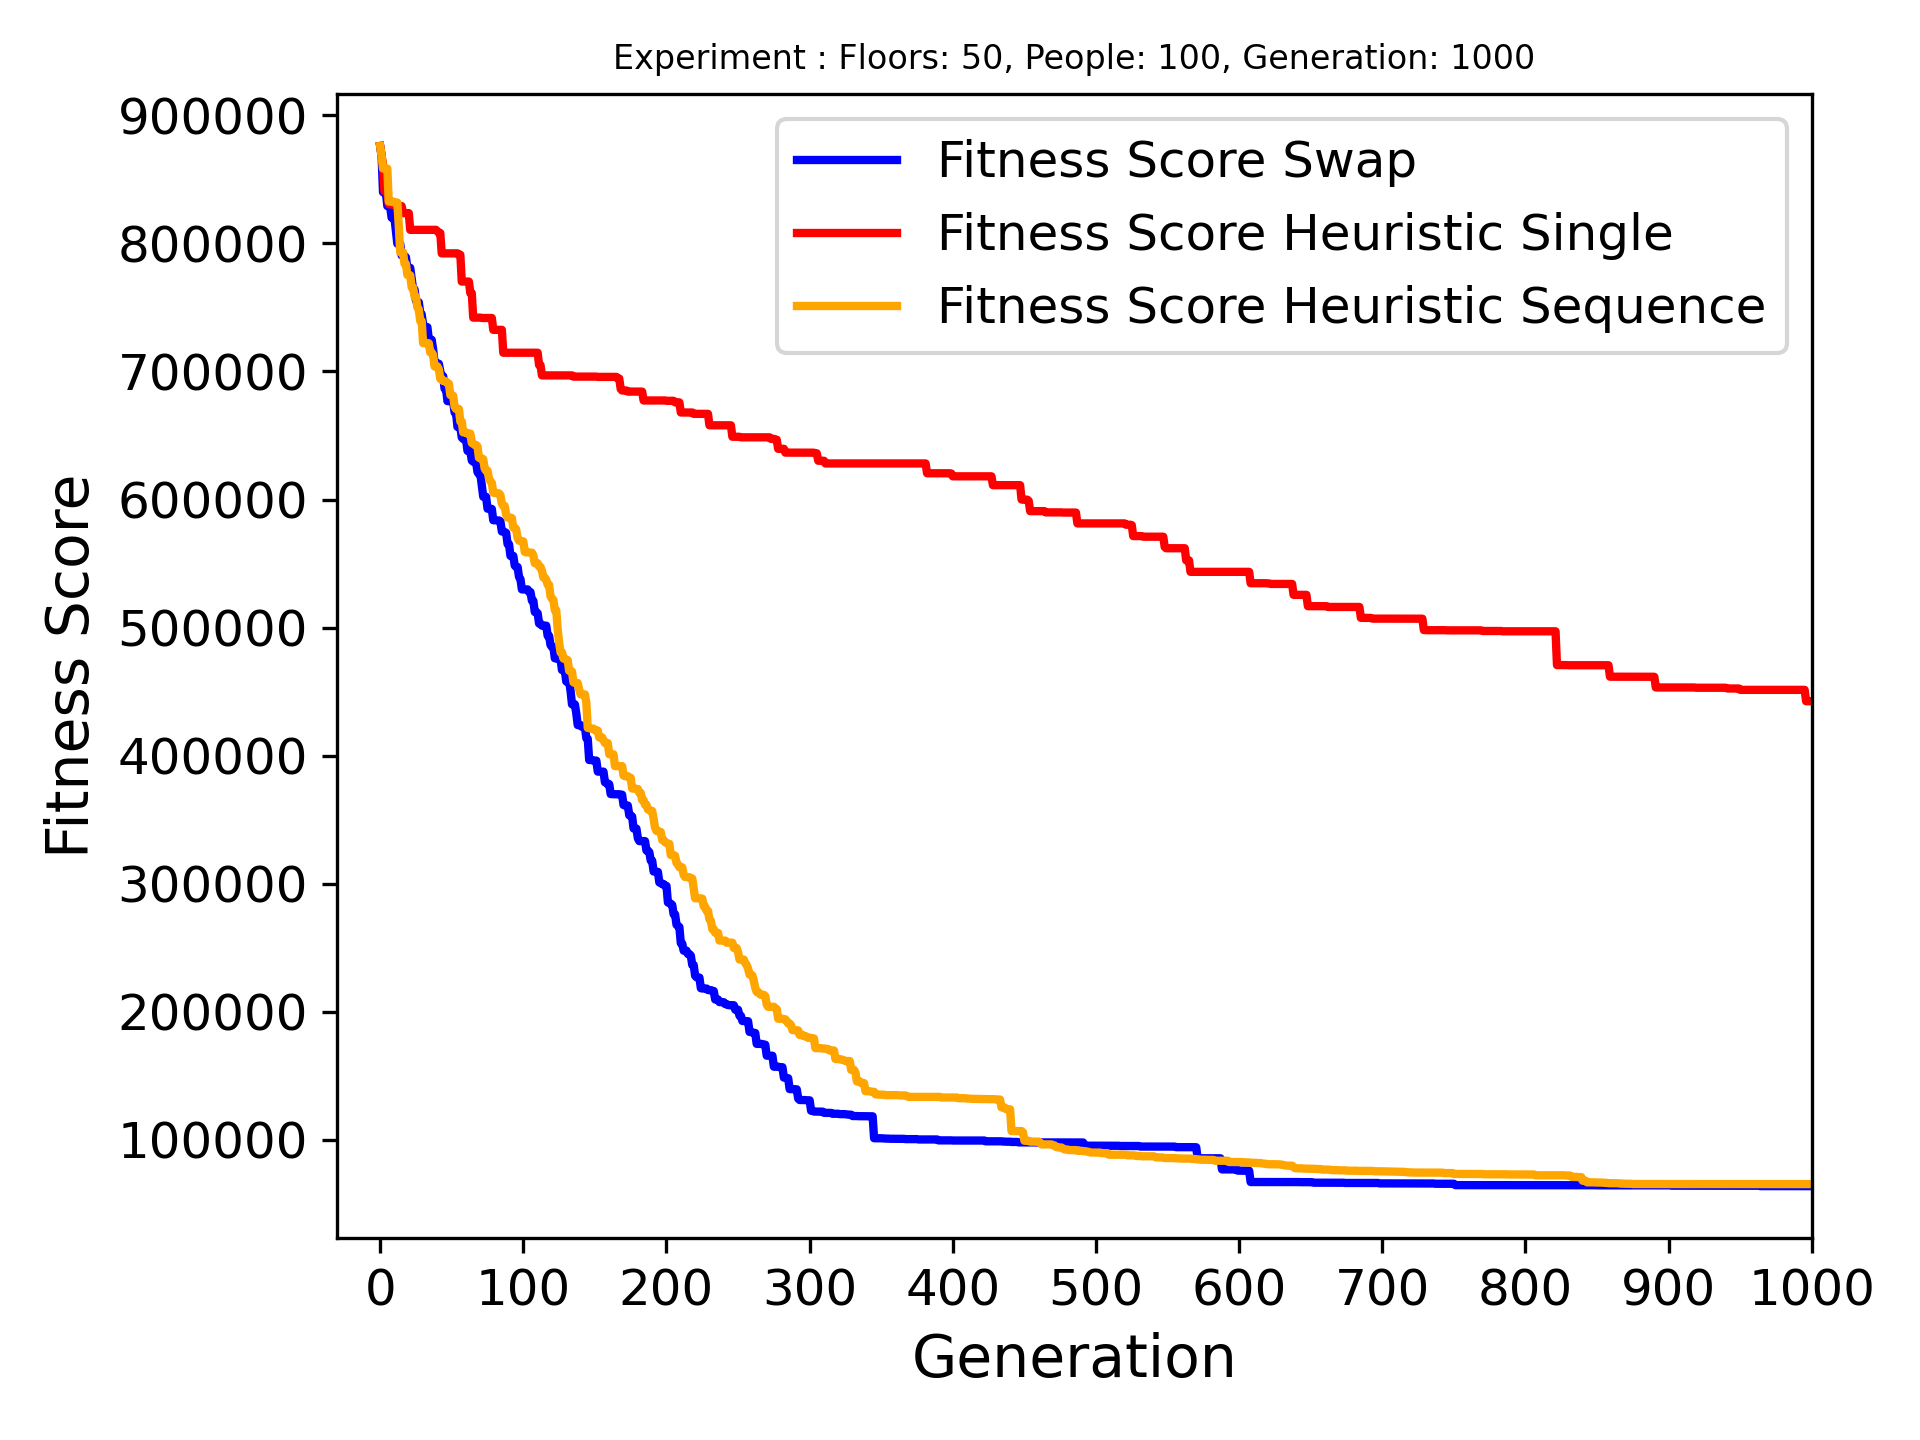 Experiment : Floors: 50, People: 100, Generation: 1000
Fitness Score Swap
Fitness Score Heuristic Single
Fitness Score Heuristic Sequence
Fitness Score
900000
800000
700000
600000
500000
400000
300000
200000
100000
0 100 200 300 400 500 600 700 800 900 1000
Generation